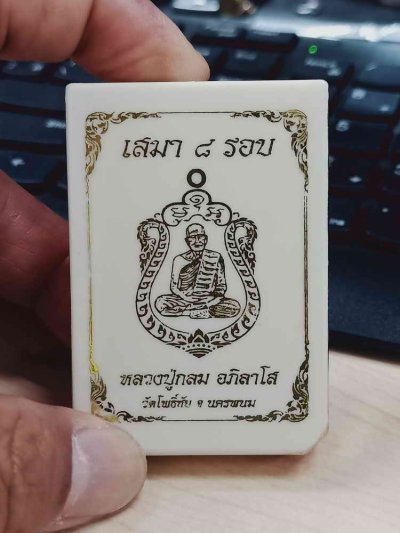 เสมา ๘ รอบ
หลวงปู่กลม อภิลาโส
วัดโพธิ์ทัย จ นครพนม